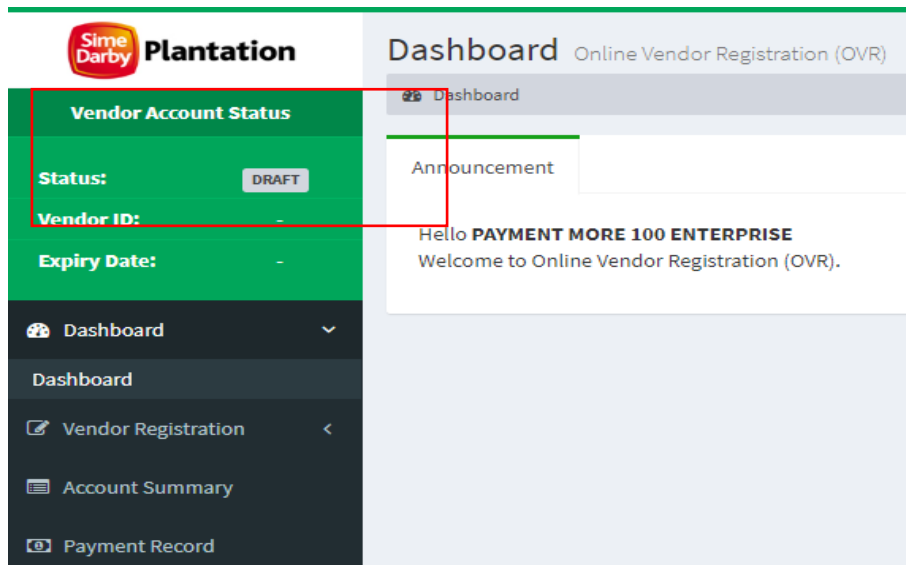 Sime Darby Plantation
Vendor Account Status
Status: DRAFT
Vendor ID: -
Expiry Date: -
Dashboard
Dashboard
Vendor Registration
Account Summary
Payment Record
Dashboard Online Vendor Registration (OVR)
Dashboard
Announcement
Hello PAYMENT MORE 100 ENTERPRISE
Welcome to Online Vendor Registration (OVR).